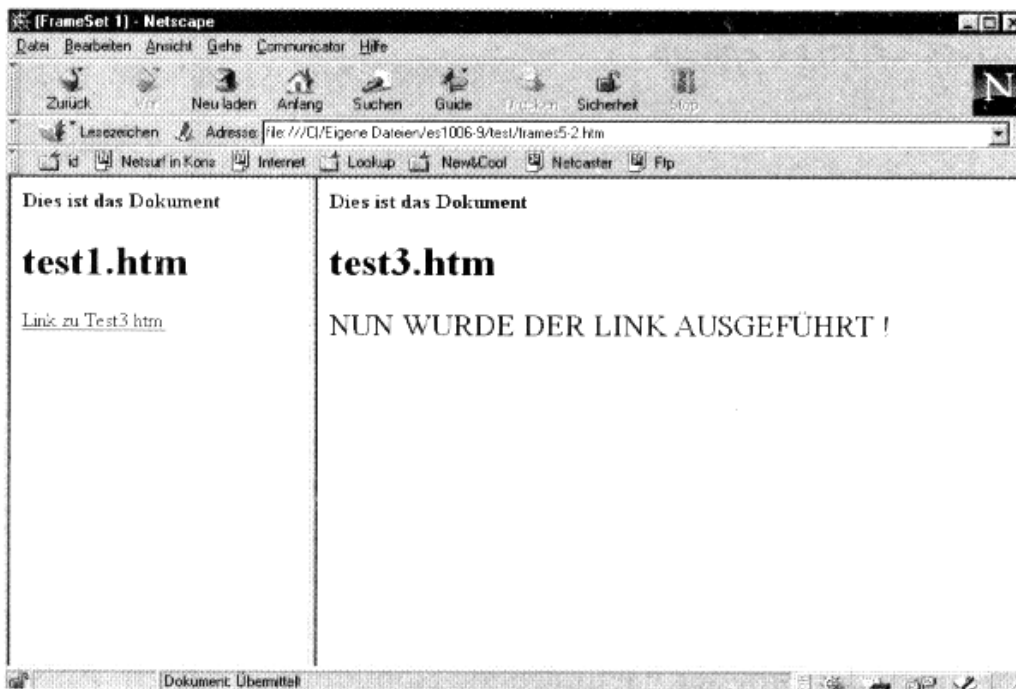 (FrameSet 1) - Netscape
Datei Bearbeiten Ansicht Gehe Communicator Hilfe
Zurück Vor Neu laden Anfang Suchen Guide Drucken Sicherheit Stop
Lesezeichen Adresse: file:///C|/Eigene Dateien/es1006-9/test/frames5-2.htm
id Netsurf in Kons Internet Lookup New&Cool Netcaster Ftp
Dies ist das Dokument
test1.htm
Link zu Test3 htm
Dies ist das Dokument
test3.htm
NUN WURDE DER LINK AUSGEFÜHRT !
Dokument: Übermittelt